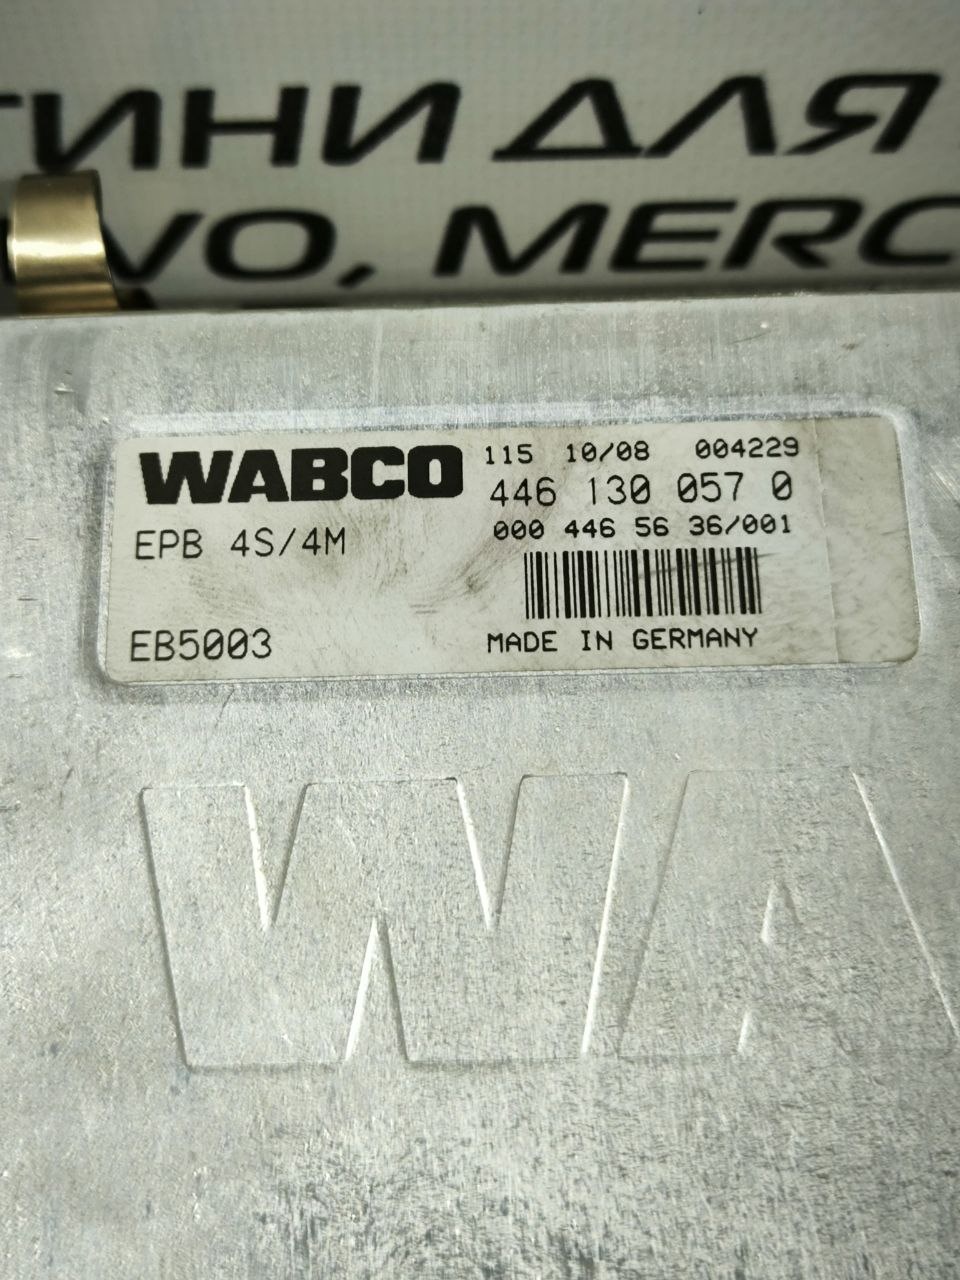 ТИНИ ДЛЯ
VO, MERC
WABCO
115 10/08 004229
446 130 057 0
000 446 56 36/001
EPB 4S/4M
EB5003
MADE IN GERMANY
WA